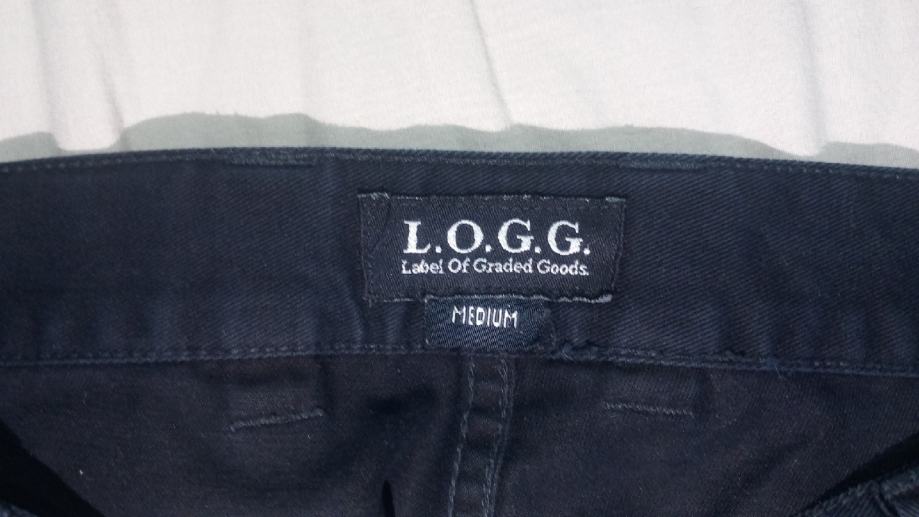 L.O.G.G.
Label Of Graded Goods.
MEDIUM